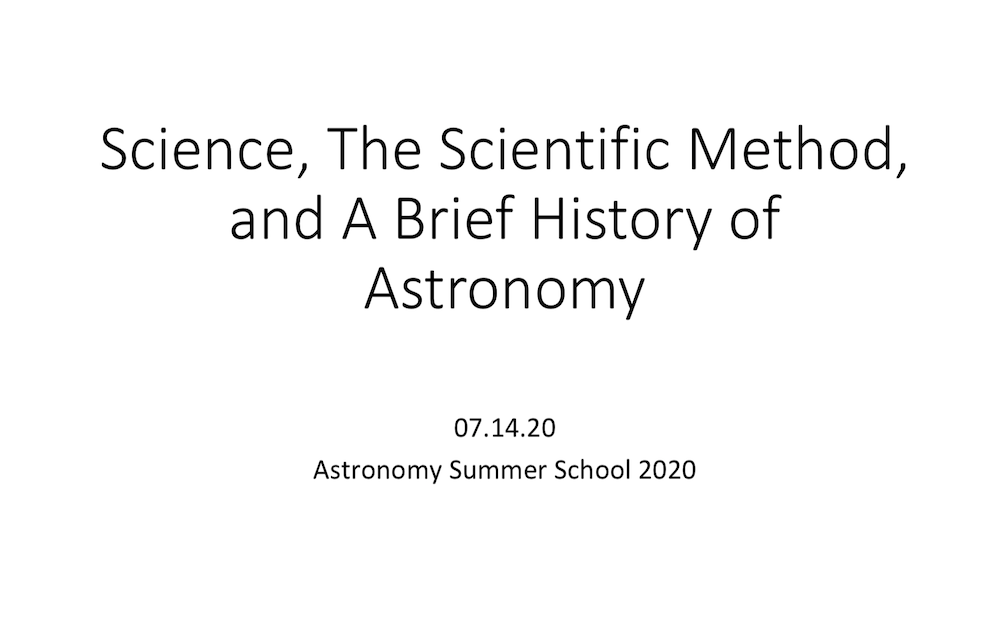 Science, The Scientific Method,
and A Brief History of
Astronomy
07.14.20
Astronomy Summer School 2020